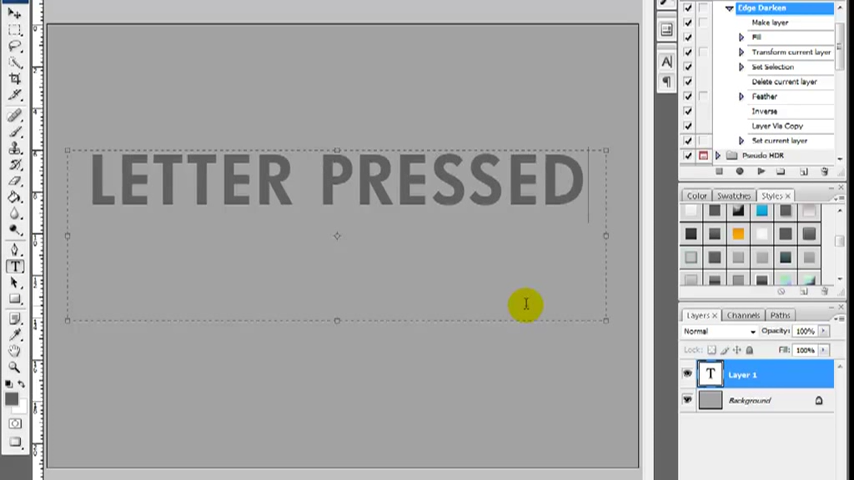 Edge Darken
Make layer
Fill
Transform current layer
Set Selection
Delete current layer
Feather
Inverse
Layer Via Copy
Set current layer
Pseudo HDR
LETTER PRESSED
Color Swatches Styles x
Layers x Channels Paths
Normal Opacity: 100%
Lock: Fill: 100%
T Layer 1
Background